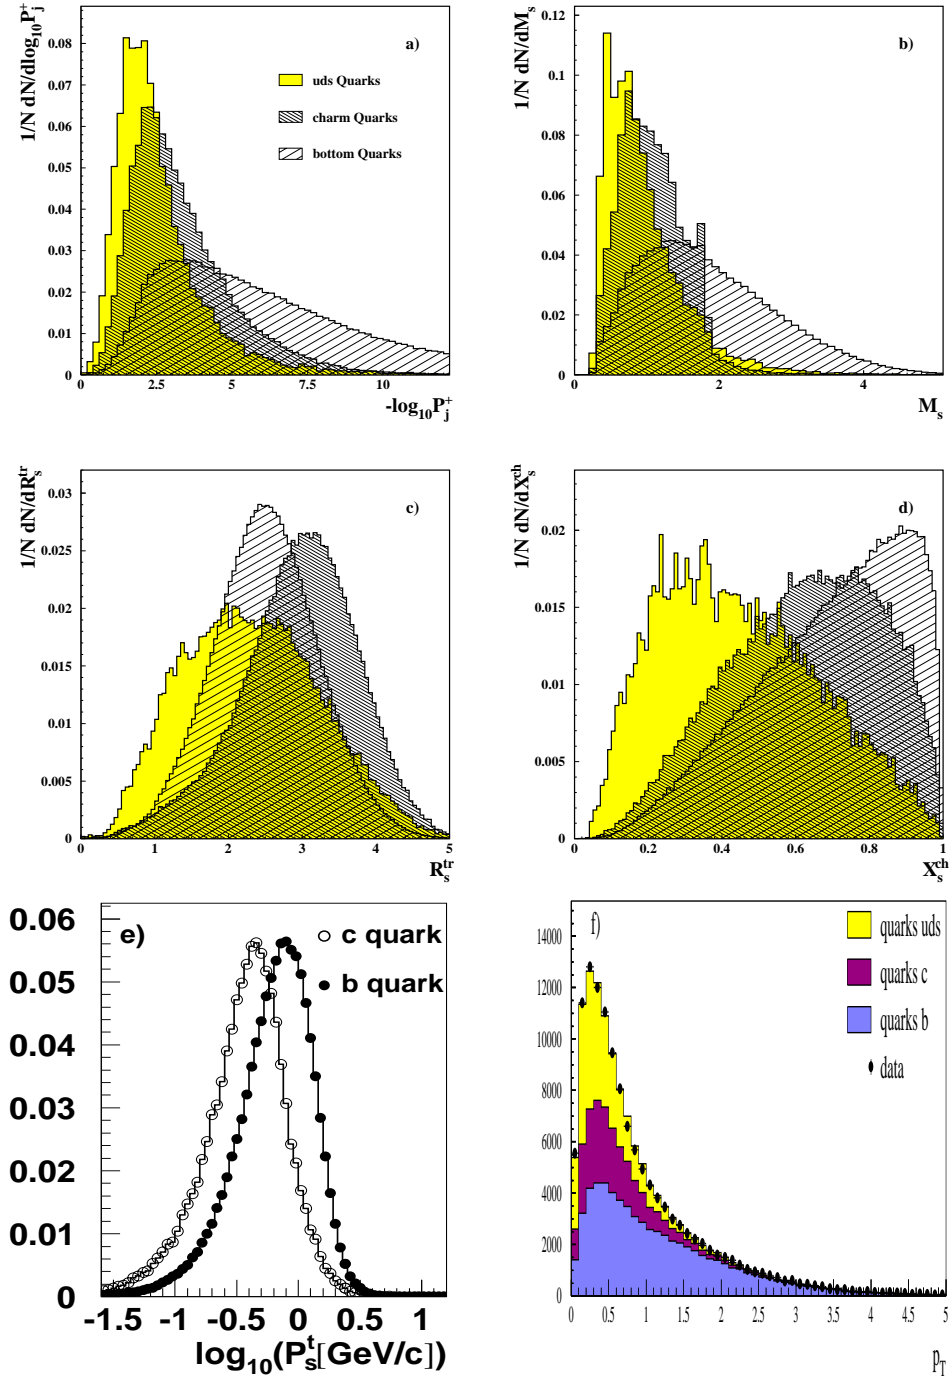 1/N dN/dlog₁₀P⁺ⱼ
a)
uds Quarks
charm Quarks
bottom Quarks
0.08
0.07
0.06
0.05
0.04
0.03
0.02
0.01
0
0 2.5 5 7.5 10
-log₁₀P⁺ⱼ
1/N dN/dMₛ
b)
0.12
0.1
0.08
0.06
0.04
0.02
0
0 2 4
Mₛ
1/N dN/dRₛᵗʳ
c)
0.03
0.025
0.02
0.015
0.01
0.005
0
0 1 2 3 4 5
Rₛᵗʳ
1/N dN/dXₛᶜʰ
d)
0.02
0.015
0.01
0.005
0
0 0.2 0.4 0.6 0.8 1
Xₛᶜʰ
e)
c quark
b quark
0.06
0.05
0.04
0.03
0.02
0.01
0
-1.5 -1 -0.5 0 0.5 1
log₁₀(Pₛᵗ[GeV/c])
f)
quarks uds
quarks c
quarks b
data
14000
12000
10000
8000
6000
4000
2000
0
0 0.5 1 1.5 2 2.5 3 3.5 4 4.5 5
p_T